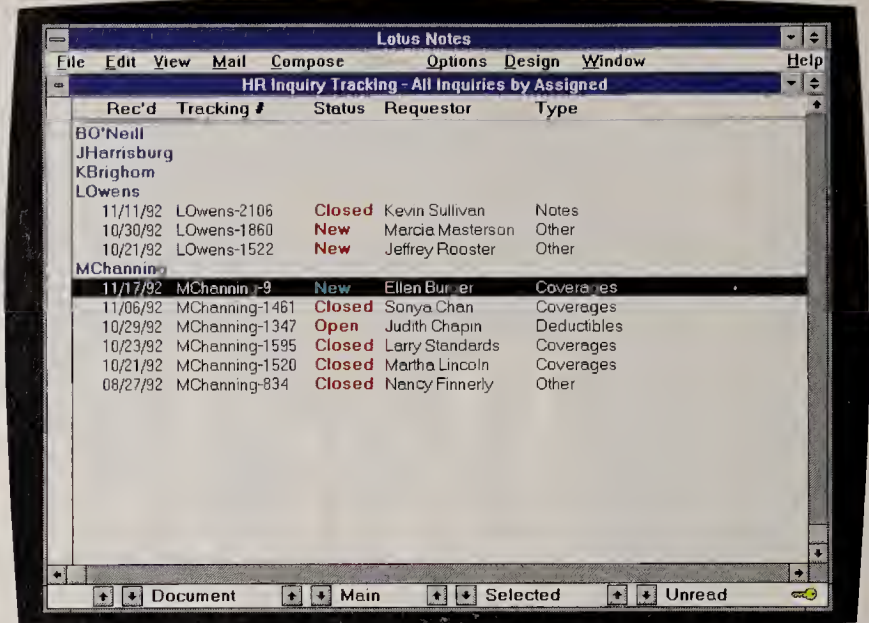 Lotus Notes
File Edit View Mail Compose Options Design Window Help
HR Inquiry Tracking - All Inquiries by Assigned
Rec'd Tracking # Status Requestor Type
BO'Neill
JHarrisburg
KBrighom
LOwens
11/11/92 LOwens-2106 Closed Kevin Sullivan Notes
10/30/92 LOwens-1860 New Marcia Masterson Other
10/21/92 LOwens-1522 New Jeffrey Rooster Other
MChanning
11/17/92 MChanning-9 New Ellen Burger Coverages
11/06/92 MChanning-1461 Closed Sonya Chan Coverages
10/29/92 MChanning-1347 Open Judith Chapin Deductibles
10/23/92 MChanning-1595 Closed Larry Standards Coverages
10/21/92 MChanning-1520 Closed Martha Lincoln Coverages
08/27/92 MChanning-834 Closed Nancy Finnerly Other
Document Main Selected Unread